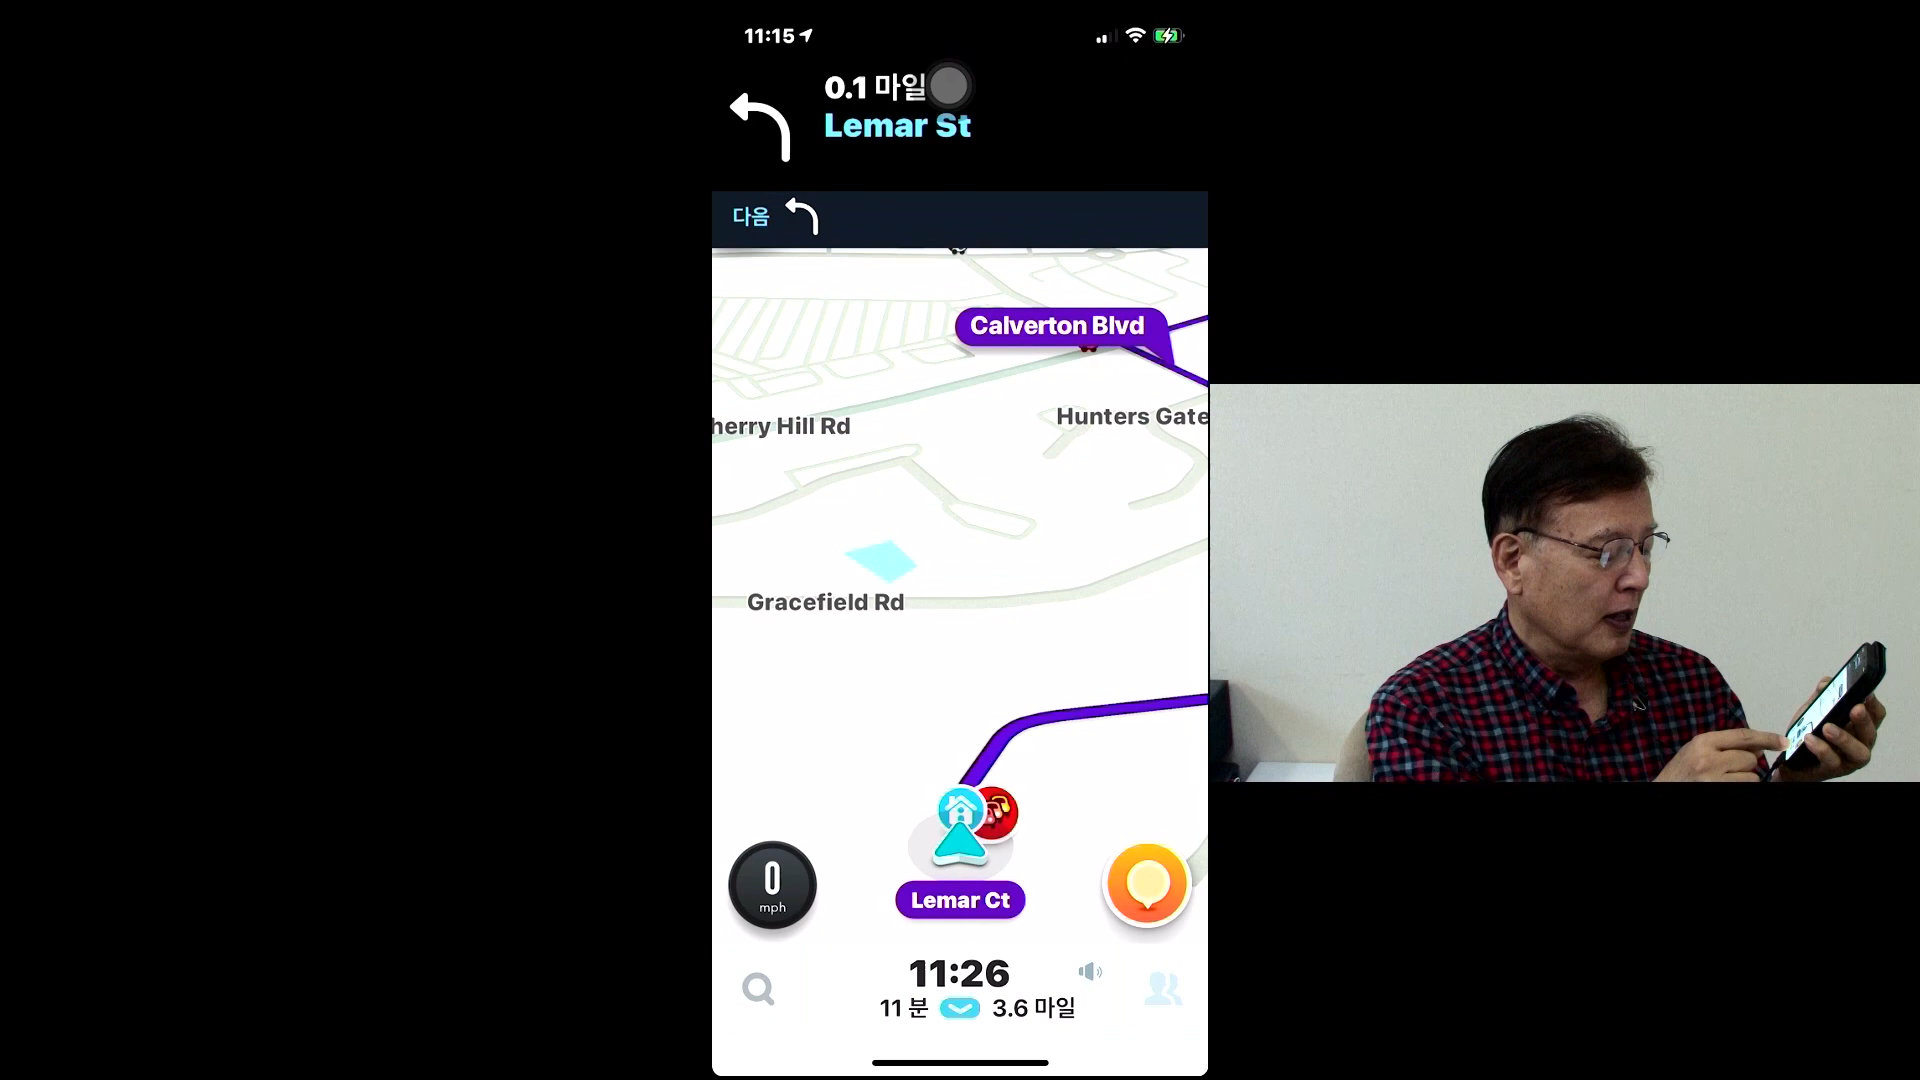 11:15
0.1 마일
Lemar St
다음
Calverton Blvd
herry Hill Rd
Hunters Gate
Gracefield Rd
0
mph
Lemar Ct
11:26
11 분 3.6 마일